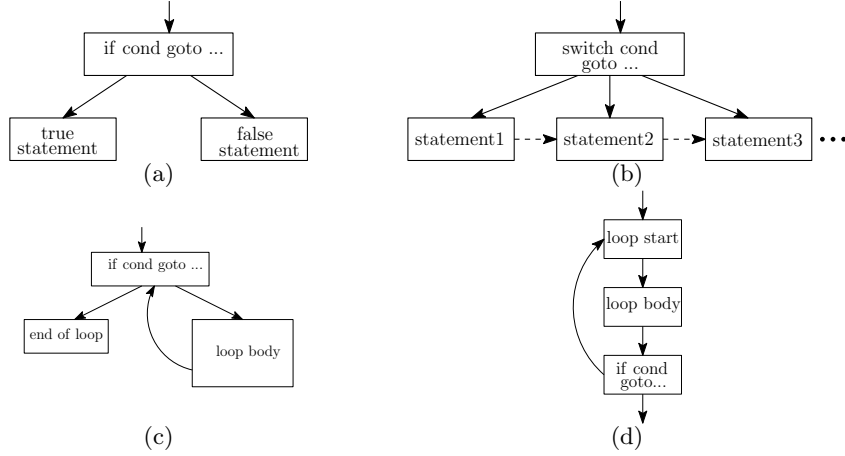 if cond goto ...
true
statement
false
statement
(a)
switch cond
goto ...
statement1
statement2
statement3
(b)
if cond goto ...
end of loop
loop body
(c)
loop start
loop body
if cond
goto...
(d)